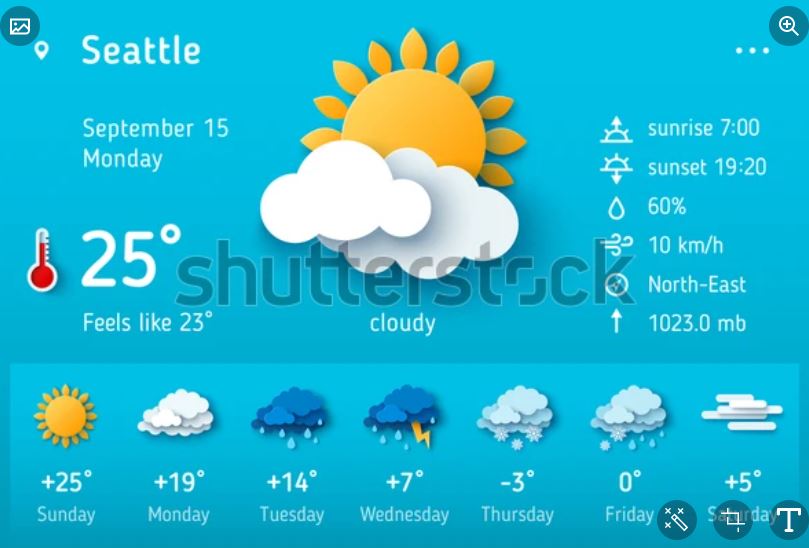 Seattle
September 15
Monday
sunrise 7:00
sunset 19:20
60%
10 km/h
North-East
1023.0 mb
25°
Feels like 23°
cloudy
shutterstock
+25° +19° +14° +7° -3° 0° +5°
Sunday Monday Tuesday Wednesday Thursday Friday Saturday
T